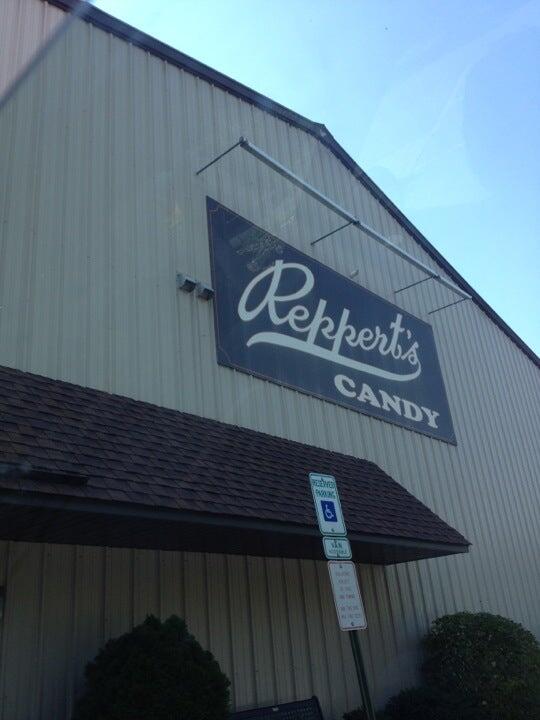 Reppert's
CANDY
RESERVED
PARKING
VAN
ACCESSIBLE